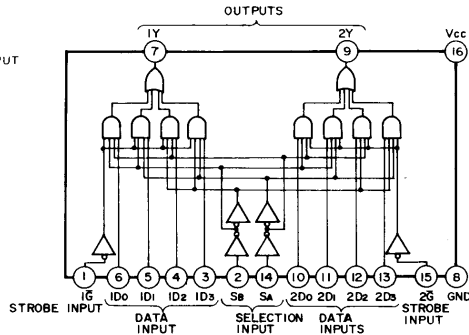 OUTPUTS
1Y 2Y Vcc
7 9 16
PUT
1 6 5 4 3 2 14 10 11 12 13 15 8
1G̅ 1D0 1D1 1D2 1D3 SB SA 2D0 2D1 2D2 2D3 2G̅ GND
STROBE INPUT DATA INPUT SELECTION INPUT DATA INPUTS STROBE INPUT